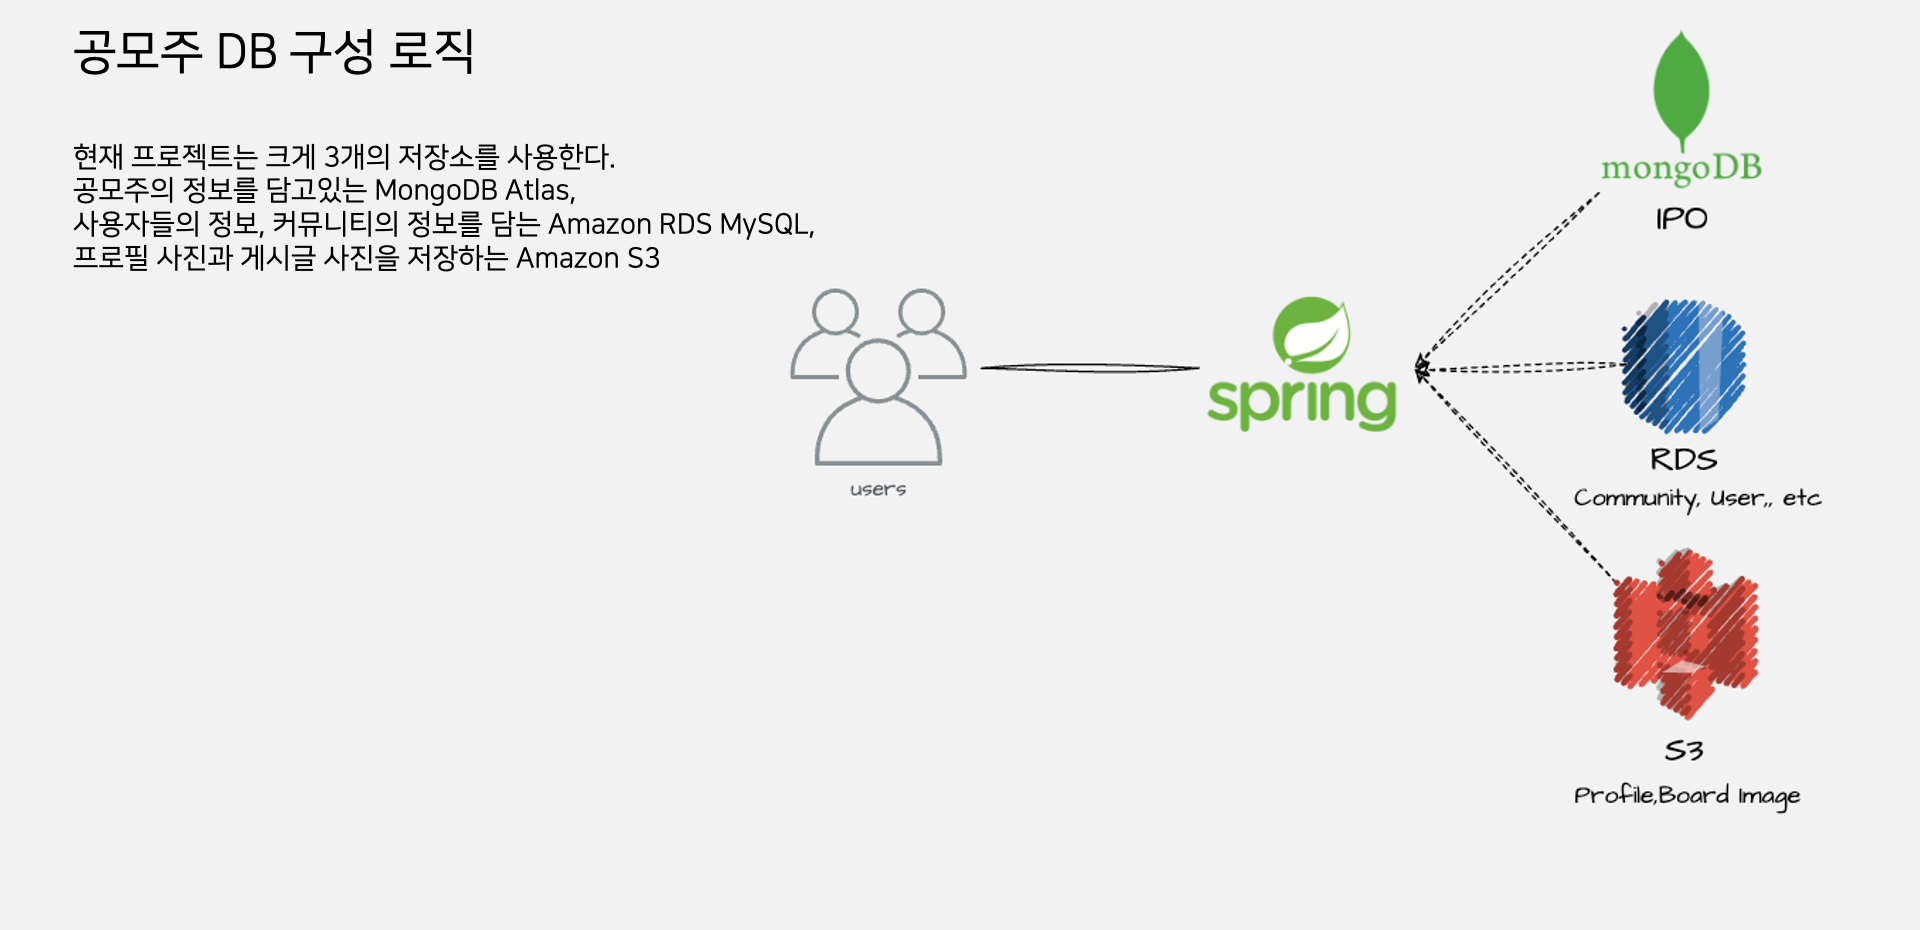 공모주 DB 구성 로직
현재 프로젝트는 크게 3개의 저장소를 사용한다.
공모주의 정보를 담고있는 MongoDB Atlas,
사용자들의 정보, 커뮤니티의 정보를 담는 Amazon RDS MySQL,
프로필 사진과 게시글 사진을 저장하는 Amazon S3
users
spring
mongoDB
IPO
RDS
Community, User,, etc
S3
Profile,Board Image